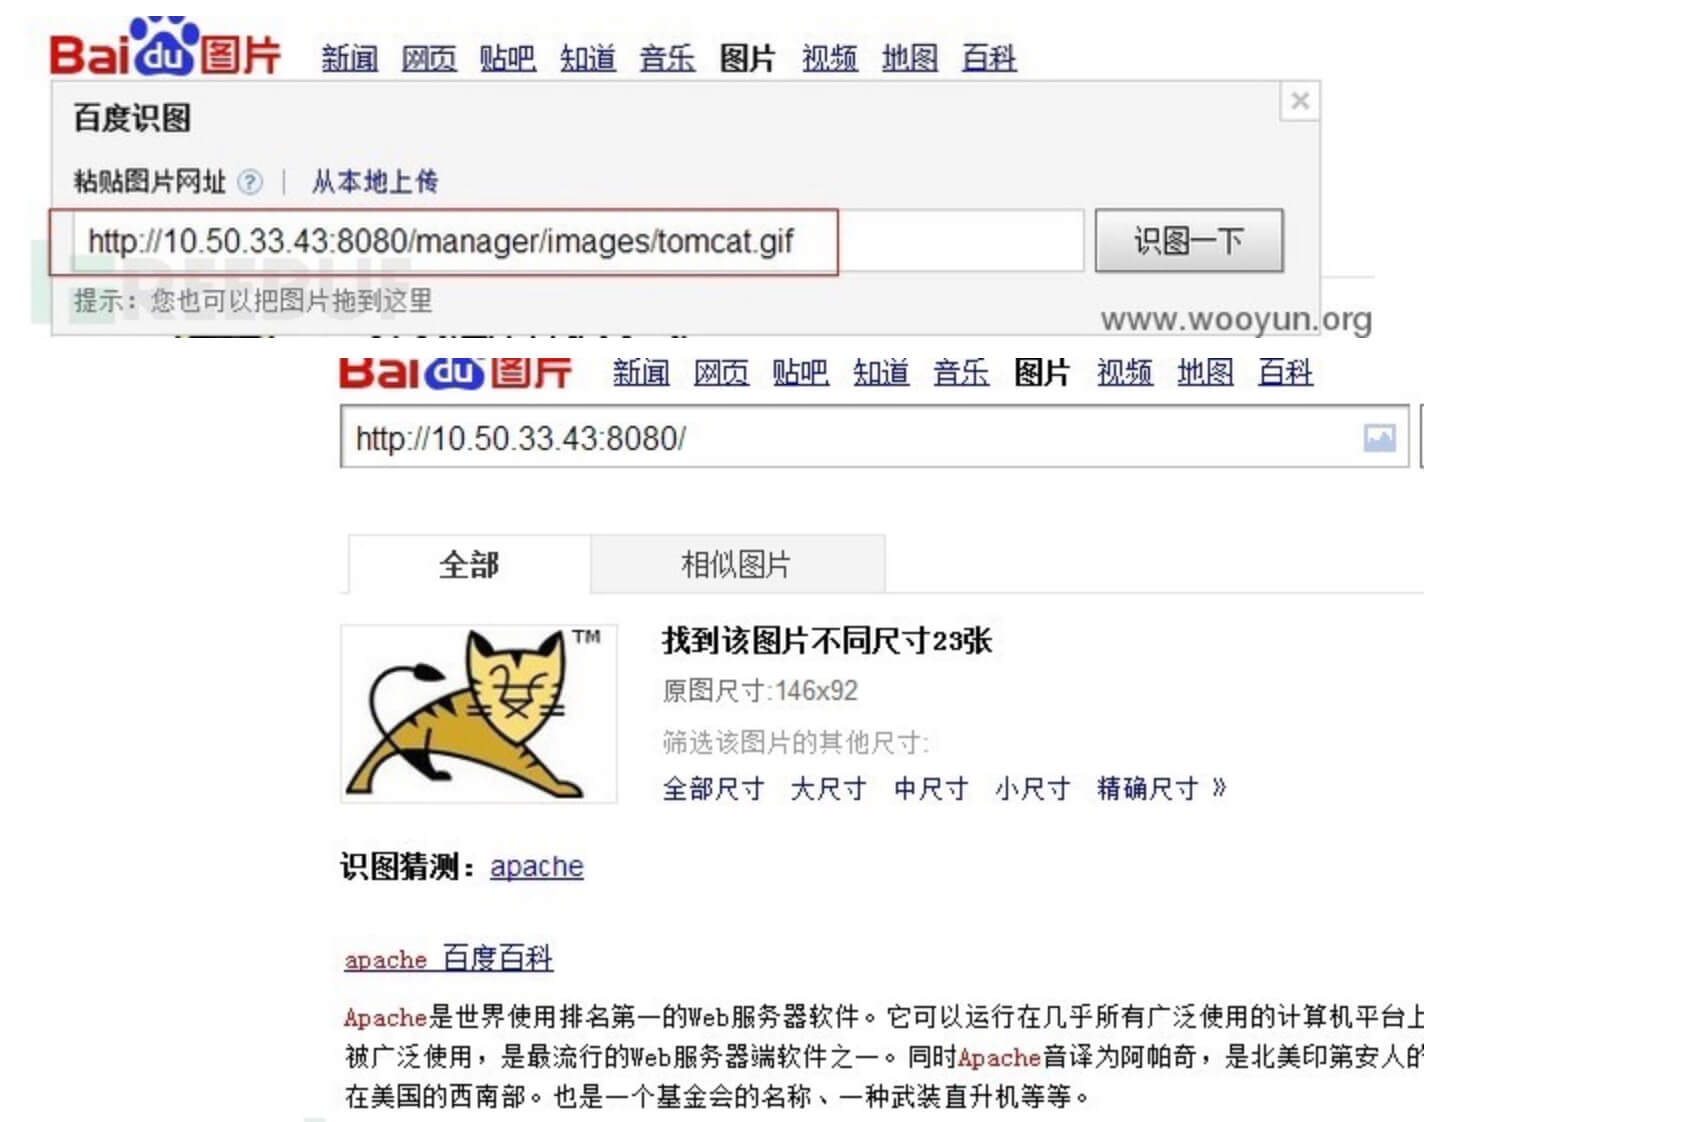 Bai du 图片 新闻 网页 贴吧 知道 音乐 图片 视频 地图 百科
百度识图
×
粘贴图片网址 ? | 从本地上传
http://10.50.33.43:8080/manager/images/tomcat.gif
识图一下
FREEBUF
提示：您也可以把图片拖到这里
www.wooyun.org
Bai du 图片 新闻 网页 贴吧 知道 音乐 图片 视频 地图 百科
http://10.50.33.43:8080/
全部 相似图片
TM
找到该图片不同尺寸23张
原图尺寸:146x92
筛选该图片的其他尺寸:
全部尺寸 大尺寸 中尺寸 小尺寸 精确尺寸 »
识图猜测：apache
apache 百度百科
Apache是世界使用排名第一的Web服务器软件。它可以运行在几乎所有广泛使用的计算机平台上
被广泛使用，是最流行的Web服务器端软件之一。同时Apache音译为阿帕奇，是北美印第安人的
在美国的西南部。也是一个基金会的名称、一种武装直升机等等。